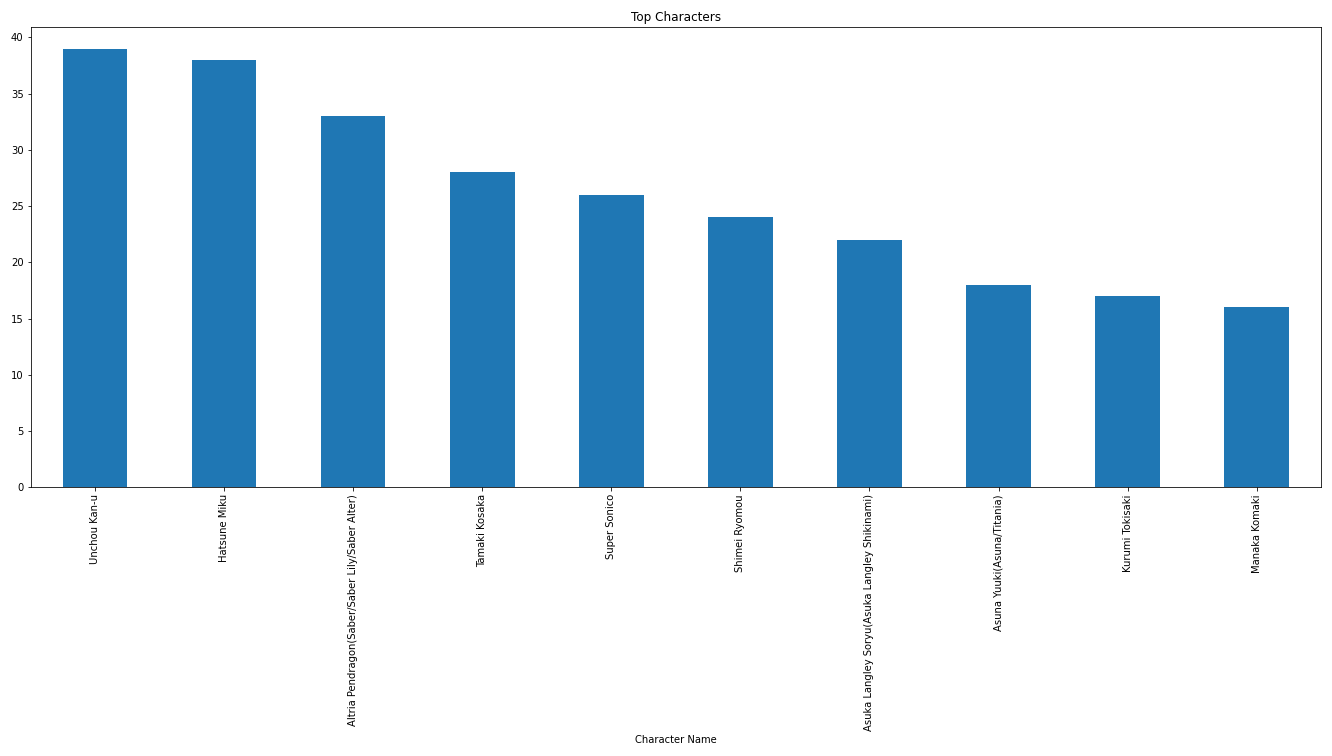 Top Characters
40
35
30
25
20
15
10
5
0
Unchou Kan-u
Hatsune Miku
Altria Pendragon(Saber/Saber Lily/Saber Alter)
Tamaki Kosaka
Super Sonico
Shimei Ryomou
Asuka Langley Soryu(Asuka Langley Shikinami)
Asuna Yuuki(Asuna/Titania)
Kurumi Tokisaki
Manaka Komaki
Character Name